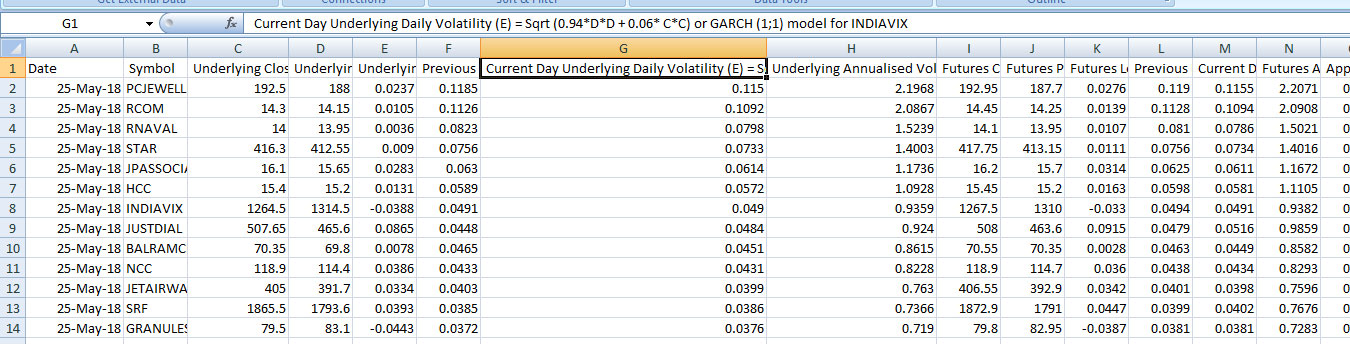 Get External Data Connections Sort & Filter Data Tools Outline
G1 fx Current Day Underlying Daily Volatility (E) = Sqrt (0.94*D*D + 0.06* C*C) or GARCH (1;1) model for INDIAVIX
A B C D E F G H I J K L M N
1 Date Symbol Underlying Clos Underlyir Underlyir Previous Current Day Underlying Daily Volatility (E) = S Underlying Annualised Vol Futures C Futures P Futures Lo Previous Current D Futures A App
2 25-May-18 PCJEWELL 192.5 188 0.0237 0.1185 0.115 2.1968 192.95 187.7 0.0276 0.119 0.1155 2.2071 0
3 25-May-18 RCOM 14.3 14.15 0.0105 0.1126 0.1092 2.0867 14.45 14.25 0.0139 0.1128 0.1094 2.0908 0
4 25-May-18 RNAVAL 14 13.95 0.0036 0.0823 0.0798 1.5239 14.1 13.95 0.0107 0.081 0.0786 1.5021 0
5 25-May-18 STAR 416.3 412.55 0.009 0.0756 0.0733 1.4003 417.75 413.15 0.0111 0.0756 0.0734 1.4016 0
6 25-May-18 JPASSOCIA 16.1 15.65 0.0283 0.063 0.0614 1.1736 16.2 15.7 0.0314 0.0625 0.0611 1.1672 0
7 25-May-18 HCC 15.4 15.2 0.0131 0.0589 0.0572 1.0928 15.45 15.2 0.0163 0.0598 0.0581 1.1105 0
8 25-May-18 INDIAVIX 1264.5 1314.5 -0.0388 0.0491 0.049 0.9359 1267.5 1310 -0.033 0.0494 0.0491 0.9382 0
9 25-May-18 JUSTDIAL 507.65 465.6 0.0865 0.0448 0.0484 0.924 508 463.6 0.0915 0.0479 0.0516 0.9859 0
10 25-May-18 BALRAMC 70.35 69.8 0.0078 0.0465 0.0451 0.8615 70.55 70.35 0.0028 0.0463 0.0449 0.8582 0
11 25-May-18 NCC 118.9 114.4 0.0386 0.0433 0.0431 0.8228 118.9 114.7 0.036 0.0438 0.0434 0.8293 0
12 25-May-18 JETAIRWA 405 391.7 0.0334 0.0403 0.0399 0.763 406.55 392.9 0.0342 0.0401 0.0398 0.7596 0
13 25-May-18 SRF 1865.5 1793.6 0.0393 0.0385 0.0386 0.7366 1872.9 1791 0.0447 0.0399 0.0402 0.7676 0
14 25-May-18 GRANULES 79.5 83.1 -0.0443 0.0372 0.0376 0.719 79.8 82.95 -0.0387 0.0381 0.0381 0.7283 0